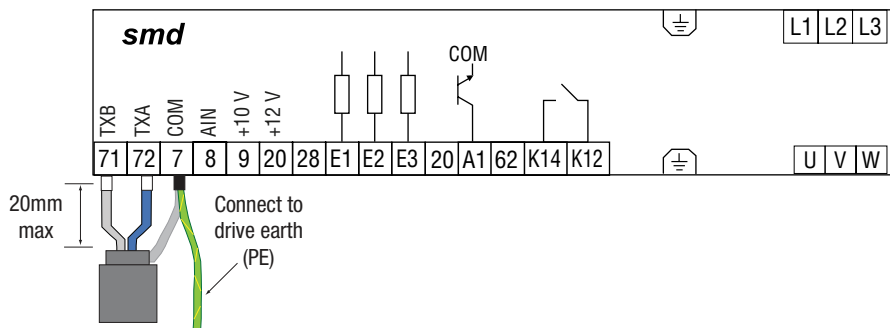 smd
L1 L2 L3
COM
TXB TXA COM AIN +10 V +12 V
71 72 7 8 9 20 28 E1 E2 E3 20 A1 62 K14 K12
U V W
20mm
max
Connect to
drive earth
(PE)